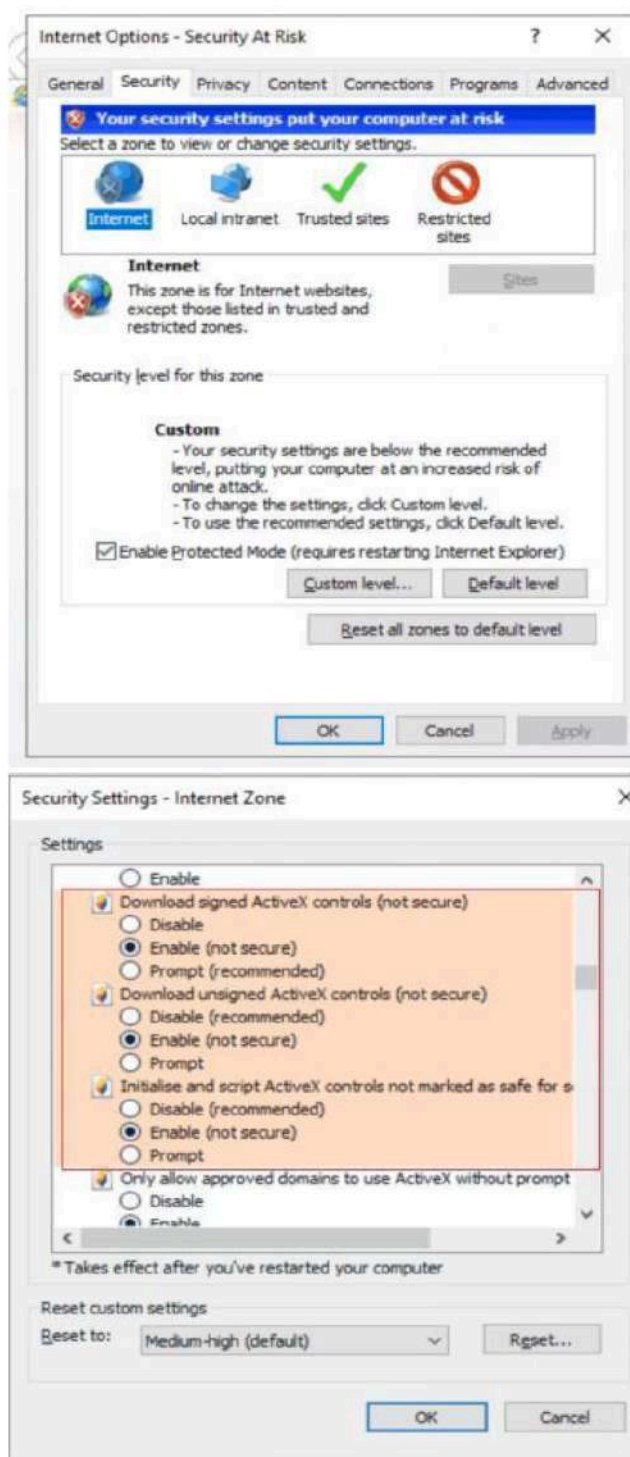 Internet Options - Security At Risk
? ×
General Security Privacy Content Connections Programs Advanced
Your security settings put your computer at risk
Select a zone to view or change security settings.
Internet Local intranet Trusted sites Restricted sites
Internet
Sites
This zone is for Internet websites,
except those listed in trusted and
restricted zones.
Security level for this zone
Custom
- Your security settings are below the recommended
level, putting your computer at an increased risk of
online attack.
- To change the settings, click Custom level.
- To use the recommended settings, click Default level.
Enable Protected Mode (requires restarting Internet Explorer)
Custom level... Default level
Reset all zones to default level
OK Cancel Apply
Security Settings - Internet Zone
×
Settings
Enable
Download signed ActiveX controls (not secure)
Disable
Enable (not secure)
Prompt (recommended)
Download unsigned ActiveX controls (not secure)
Disable (recommended)
Enable (not secure)
Prompt
Initialise and script ActiveX controls not marked as safe for s
Disable (recommended)
Enable (not secure)
Prompt
Only allow approved domains to use ActiveX without prompt
Disable
Enable
*Takes effect after you've restarted your computer
Reset custom settings
Reset to: Medium-high (default) Reset...
OK Cancel